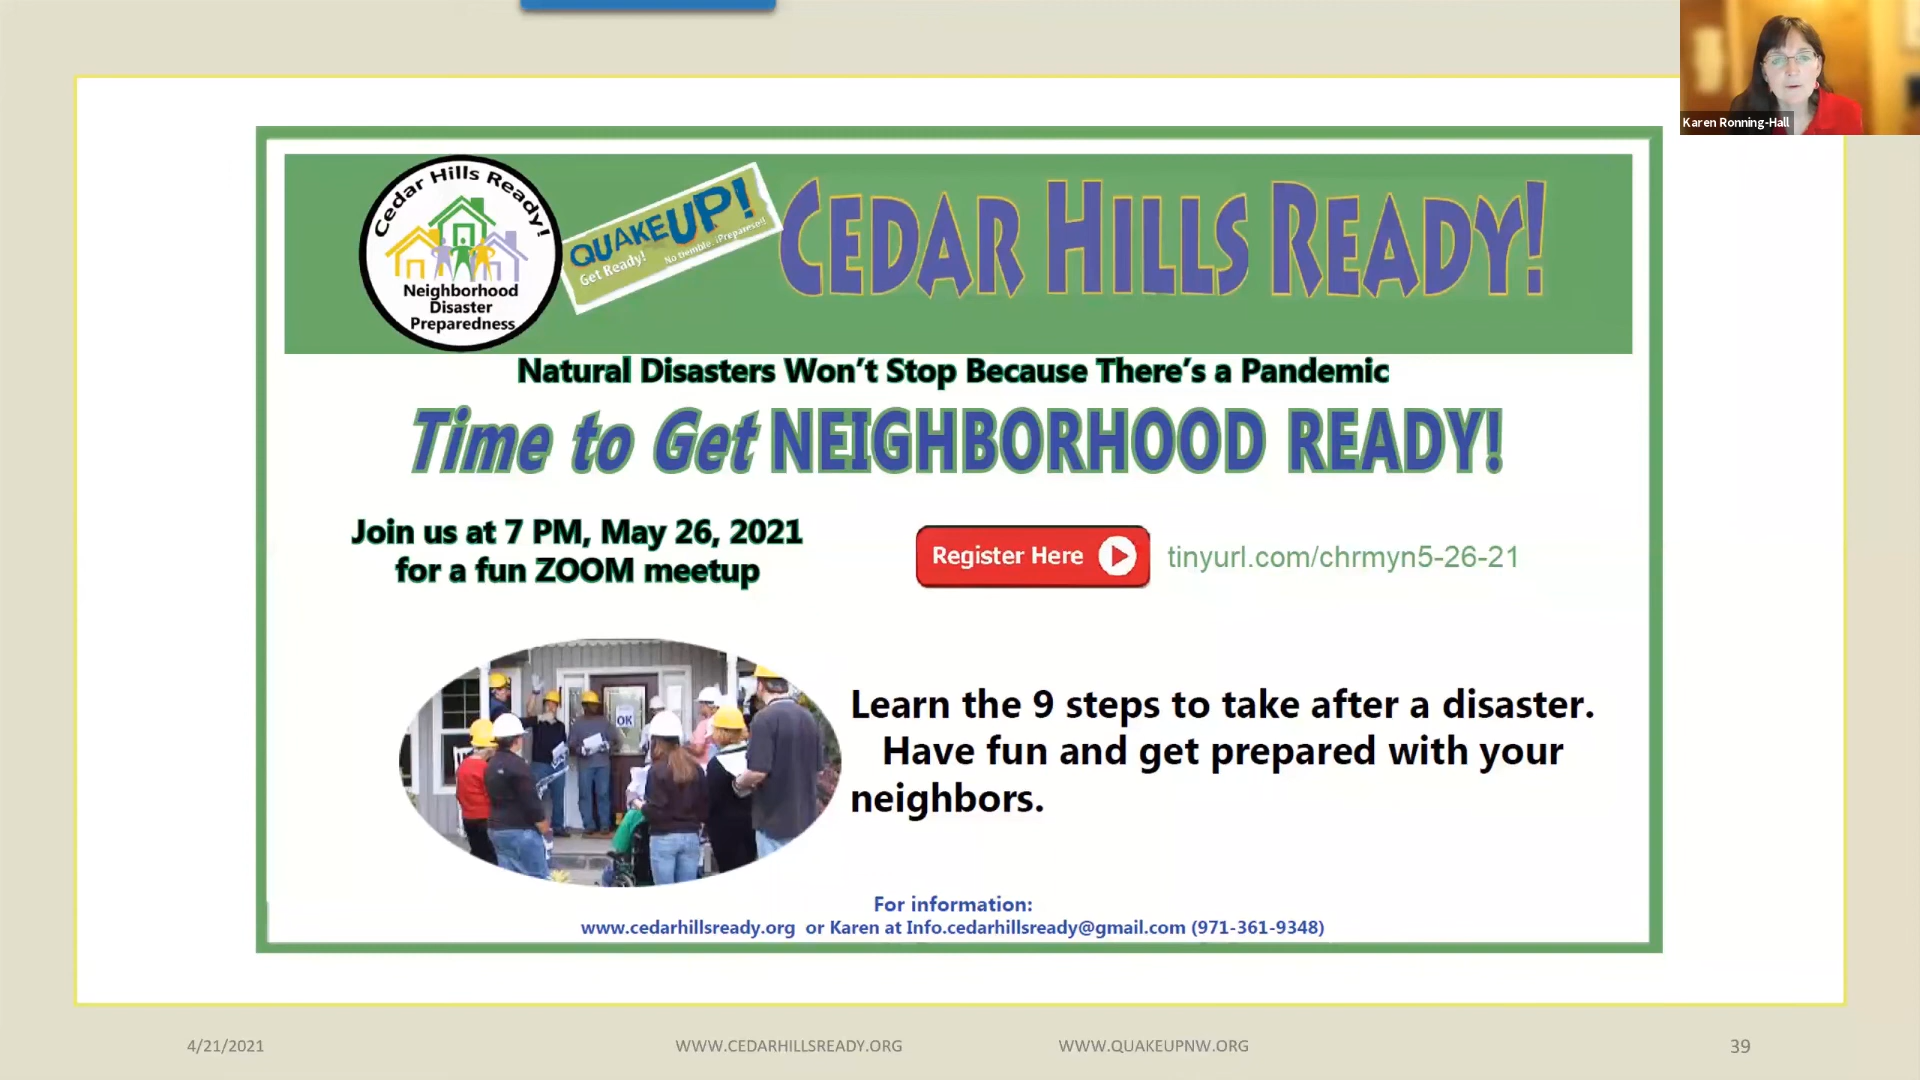 Karen Ronning-Hall
Cedar Hills Ready!
Neighborhood
Disaster
Preparedness
QUAKEUP!
Get Ready!
CEDAR HILLS READY!
Natural Disasters Won't Stop Because There's a Pandemic
Time to Get NEIGHBORHOOD READY!
Join us at 7 PM, May 26, 2021
for a fun ZOOM meetup
Register Here
tinyurl.com/chrmyn5-26-21
OK
Learn the 9 steps to take after a disaster.
Have fun and get prepared with your
neighbors.
For information:
www.cedarhillsready.org or Karen at Info.cedarhillsready@gmail.com (971-361-9348)
4/21/2021
WWW.CEDARHILLSREADY.ORG
WWW.QUAKEUPNW.ORG
39